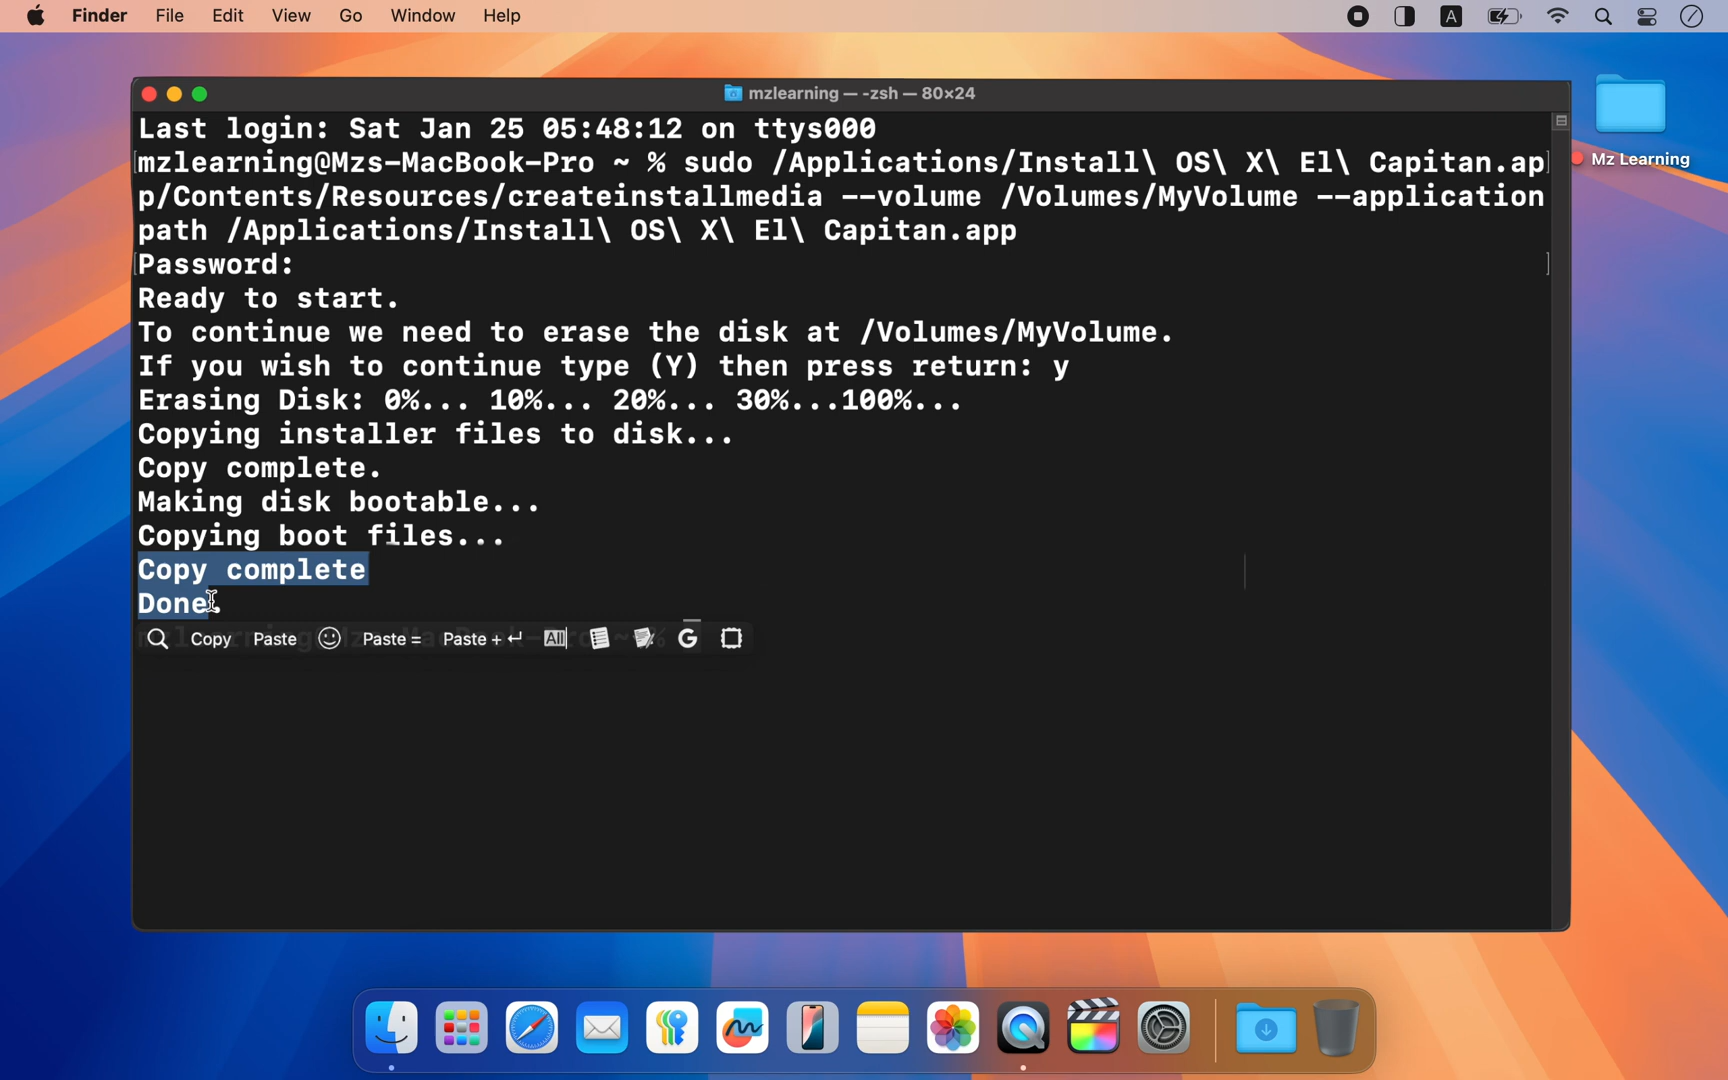 Finder File Edit View Go Window Help A
mzlearning — -zsh — 80×24
Last login: Sat Jan 25 05:48:12 on ttys000
mzlearning@Mzs-MacBook-Pro ~ % sudo /Applications/Install\ OS\ X\ El\ Capitan.ap
p/Contents/Resources/createinstallmedia --volume /Volumes/MyVolume --application
path /Applications/Install\ OS\ X\ El\ Capitan.app
Password:
Ready to start.
To continue we need to erase the disk at /Volumes/MyVolume.
If you wish to continue type (Y) then press return: y
Erasing Disk: 0%... 10%... 20%... 30%...100%...
Copying installer files to disk...
Copy complete.
Making disk bootable...
Copying boot files...
Copy complete
Done.
Copy Paste Paste = Paste + ↵ All G
Mz Learning